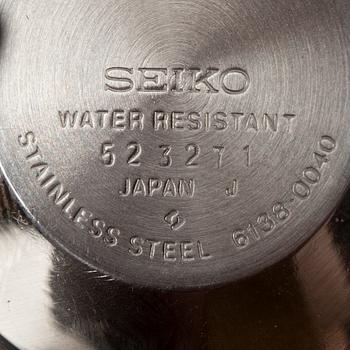 SEIKO
WATER RESISTANT
523271
JAPAN J
STAINLESS STEEL 6138-0040